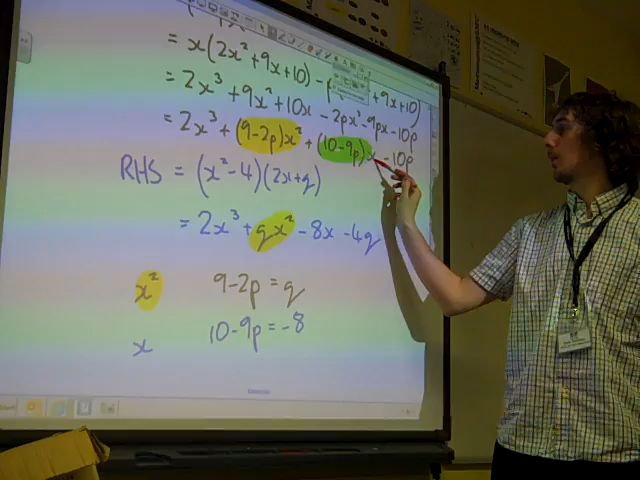 = x(2x² + 9x + 10) - p( + 9x + 10)
= 2x³ + 9x² + 10x - 2px² - 9px - 10p
= 2x³ + (9-2p)x² + (10-9p)x - 10p
RHS = (x² - 4)(2x + q)
= 2x³ + qx² - 8x - 4q
x² 9 - 2p = q
x 10 - 9p = -8